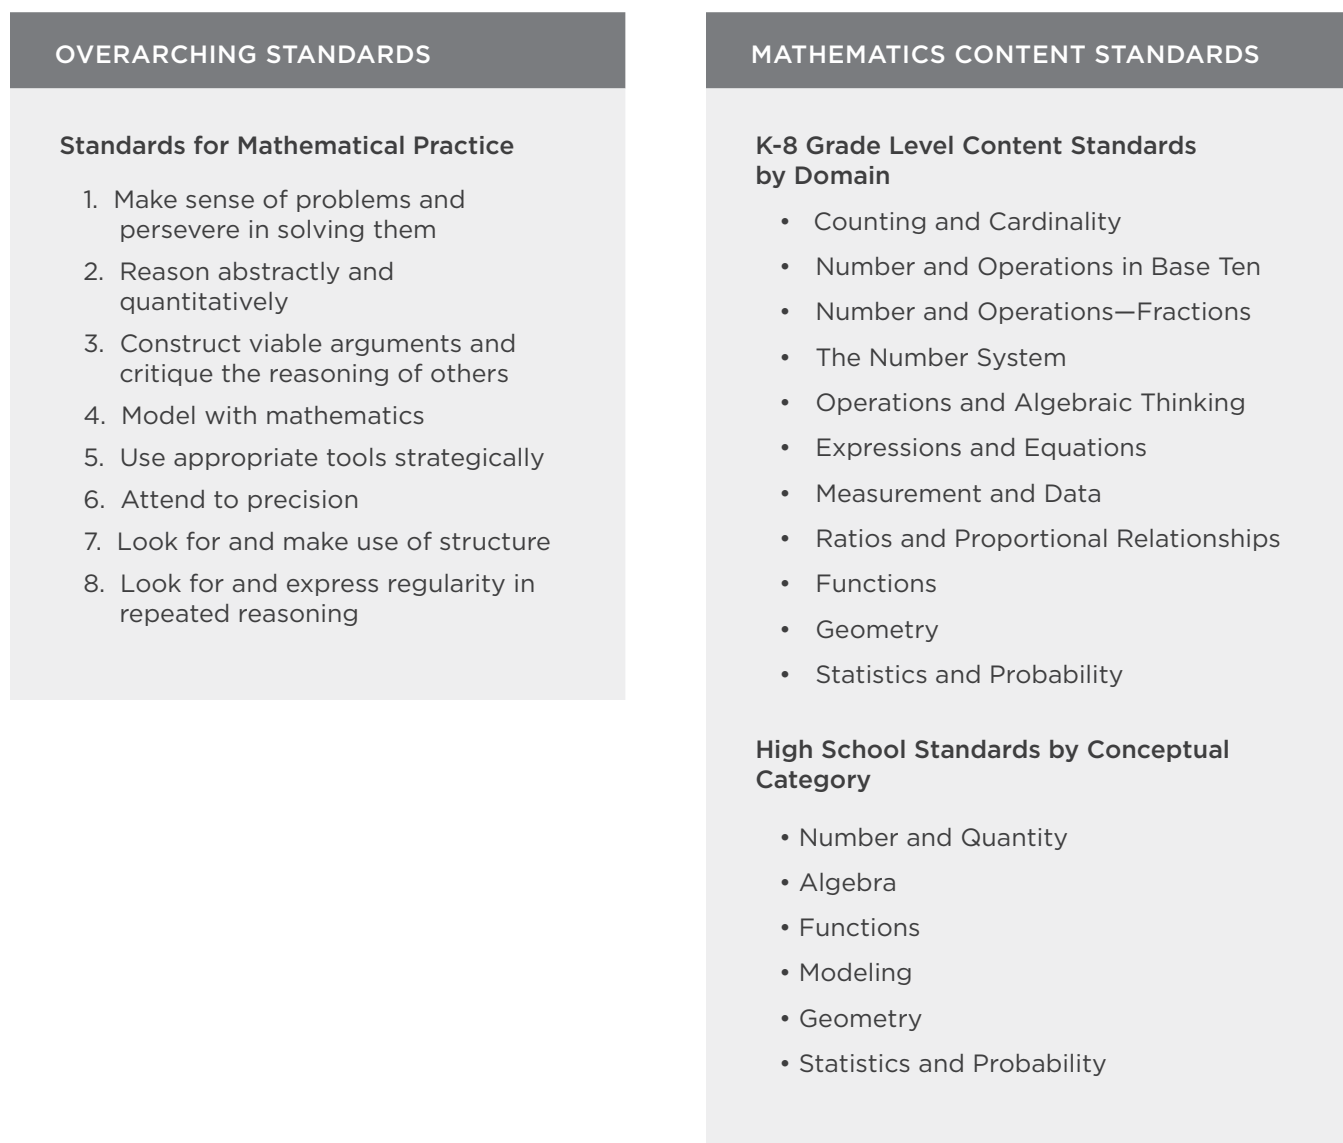 OVERARCHING STANDARDS
Standards for Mathematical Practice
1. Make sense of problems and
persevere in solving them
2. Reason abstractly and
quantitatively
3. Construct viable arguments and
critique the reasoning of others
4. Model with mathematics
5. Use appropriate tools strategically
6. Attend to precision
7. Look for and make use of structure
8. Look for and express regularity in
repeated reasoning
MATHEMATICS CONTENT STANDARDS
K-8 Grade Level Content Standards
by Domain
• Counting and Cardinality
• Number and Operations in Base Ten
• Number and Operations—Fractions
• The Number System
• Operations and Algebraic Thinking
• Expressions and Equations
• Measurement and Data
• Ratios and Proportional Relationships
• Functions
• Geometry
• Statistics and Probability
High School Standards by Conceptual
Category
• Number and Quantity
• Algebra
• Functions
• Modeling
• Geometry
• Statistics and Probability